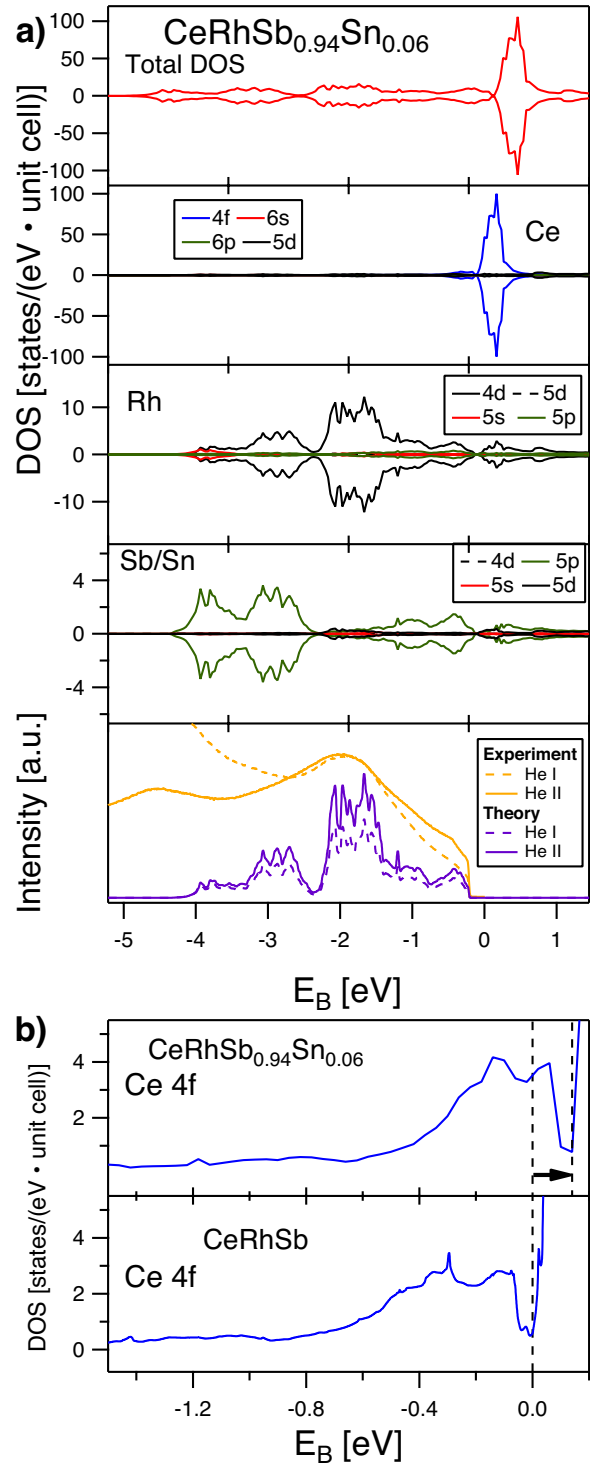 a)
CeRhSb0.94Sn0.06
Total DOS
100
50
0
-50
-100
DOS [states/(eV • unit cell)]
4f 6s
6p 5d
Ce
100
50
0
-50
-100
Rh
4d 5d
5s 5p
10
0
-10
Sb/Sn
4d 5p
5s 5d
4
0
-4
Intensity [a.u.]
Experiment
He I
He II
Theory
He I
He II
-5 -4 -3 -2 -1 0 1
EB [eV]
b)
CeRhSb0.94Sn0.06
Ce 4f
4
2
DOS [states/(eV • unit cell)]
CeRhSb
Ce 4f
4
2
0
-1.2 -0.8 -0.4 0.0
EB [eV]